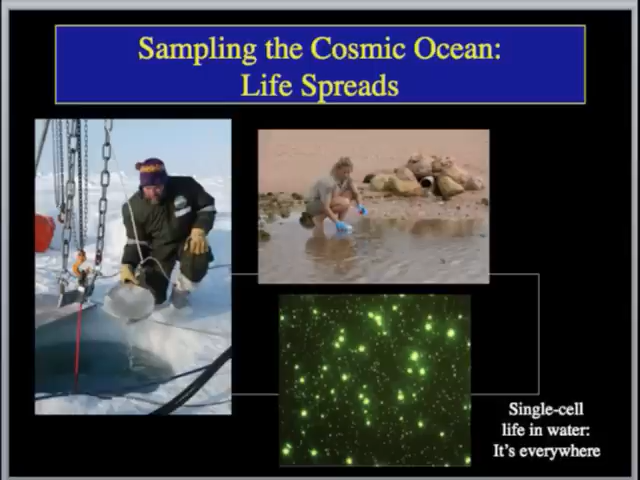 Sampling the Cosmic Ocean:
Life Spreads
Single-cell
life in water:
It's everywhere